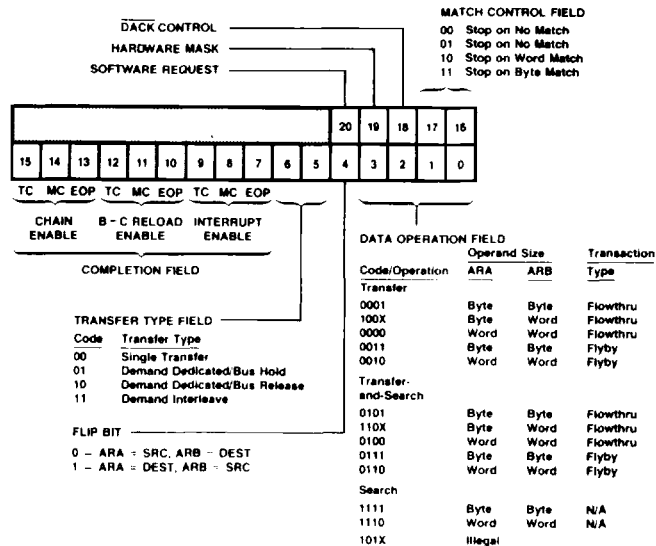 MATCH CONTROL FIELD
00 Stop on No Match
01 Stop on No Match
10 Stop on Word Match
11 Stop on Byte Match
DACK CONTROL
HARDWARE MASK
SOFTWARE REQUEST
20 19 18 17 16
15 14 13 12 11 10 9 8 7 6 5 4 3 2 1 0
TC MC EOP TC MC EOP TC MC EOP
CHAIN ENABLE
B - C RELOAD ENABLE
INTERRUPT ENABLE
COMPLETION FIELD
TRANSFER TYPE FIELD
Code Transfer Type
00 Single Transfer
01 Demand Dedicated/Bus Hold
10 Demand Dedicated/Bus Release
11 Demand Interleave
FLIP BIT
0 - ARA = SRC, ARB = DEST
1 - ARA = DEST, ARB = SRC
DATA OPERATION FIELD
Operand Size Transaction
Code/Operation ARA ARB Type
Transfer
0001 Byte Byte Flowthru
100X Byte Word Flowthru
0000 Word Word Flowthru
0011 Byte Byte Flyby
0010 Word Word Flyby
Transfer-
and-Search
0101 Byte Byte Flowthru
110X Byte Word Flowthru
0100 Word Word Flowthru
0111 Byte Byte Flyby
0110 Word Word Flyby
Search
1111 Byte Byte N/A
1110 Word Word N/A
101X Illegal